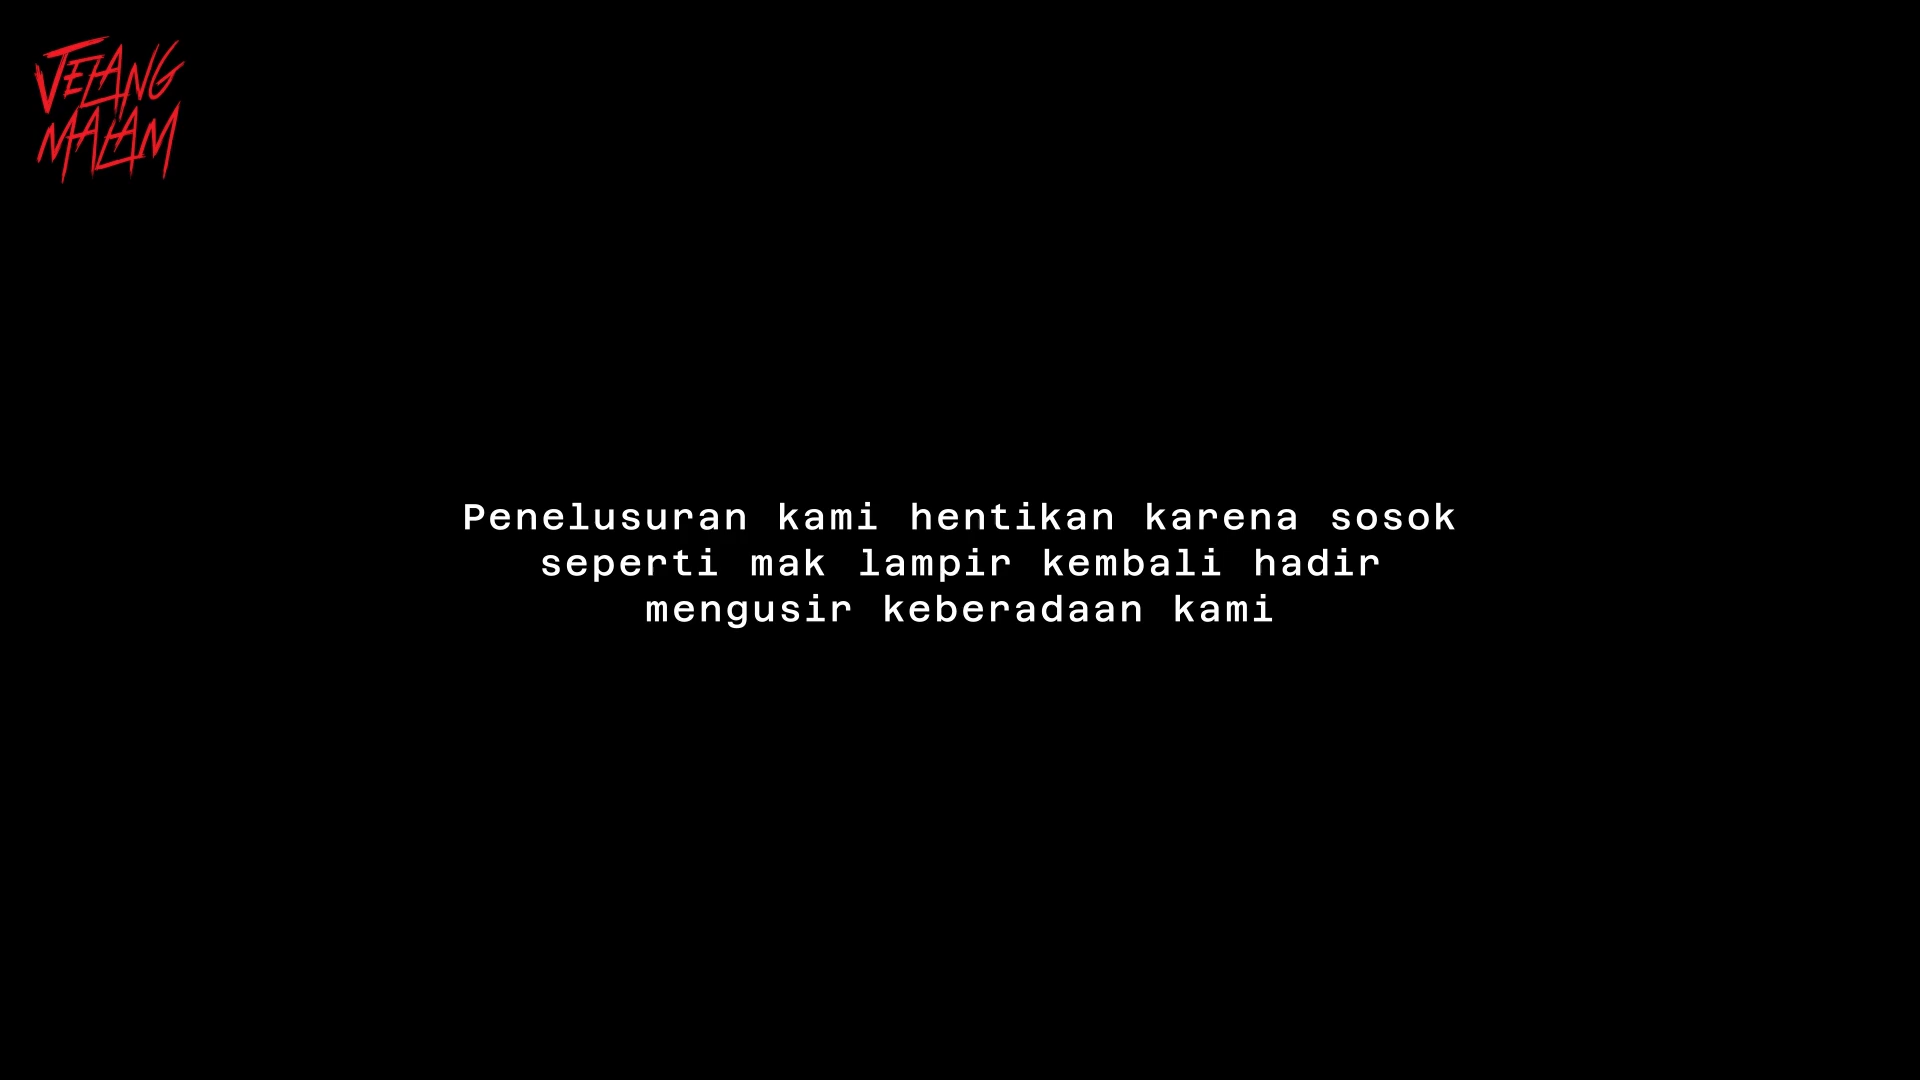 JELANG
MALAM
Penelusuran kami hentikan karena sosok
seperti mak lampir kembali hadir
mengusir keberadaan kami